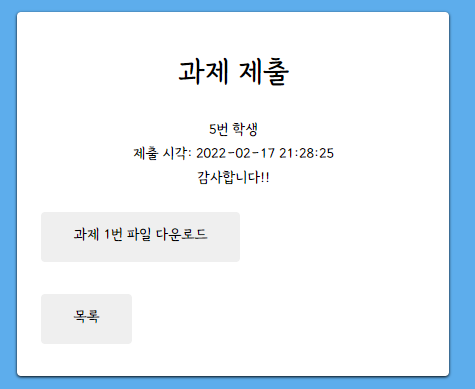 과제 제출
5번 학생
제출 시각: 2022-02-17 21:28:25
감사합니다!!
과제 1번 파일 다운로드
목록